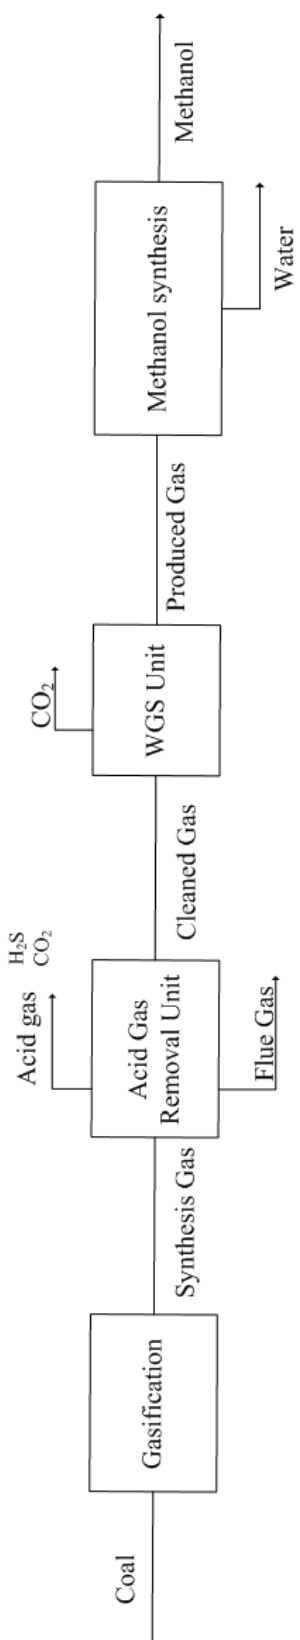 Coal
Gasification
Synthesis Gas
Acid gas
H₂S
CO₂
Acid Gas
Removal Unit
Flue Gas
Cleaned Gas
CO₂
WGS Unit
Produced Gas
Methanol synthesis
Water
Methanol